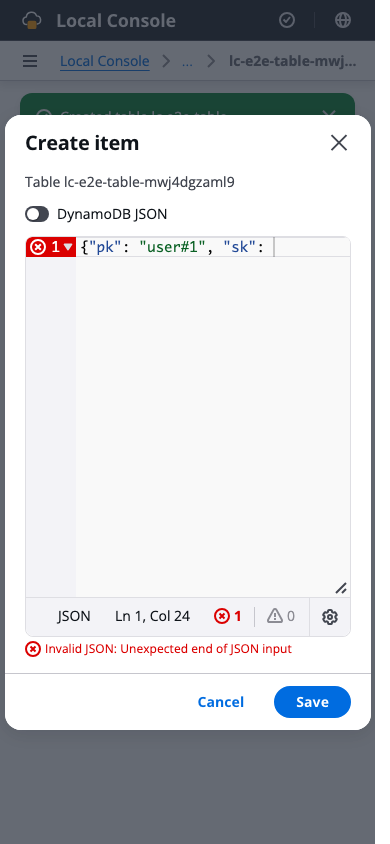 Local Console
Local Console ... lc-e2e-table-mwj...
Create item
Table lc-e2e-table-mwj4dgzaml9
DynamoDB JSON
1 {"pk": "user#1", "sk":
JSON Ln 1, Col 24 1 0
Invalid JSON: Unexpected end of JSON input
Cancel Save